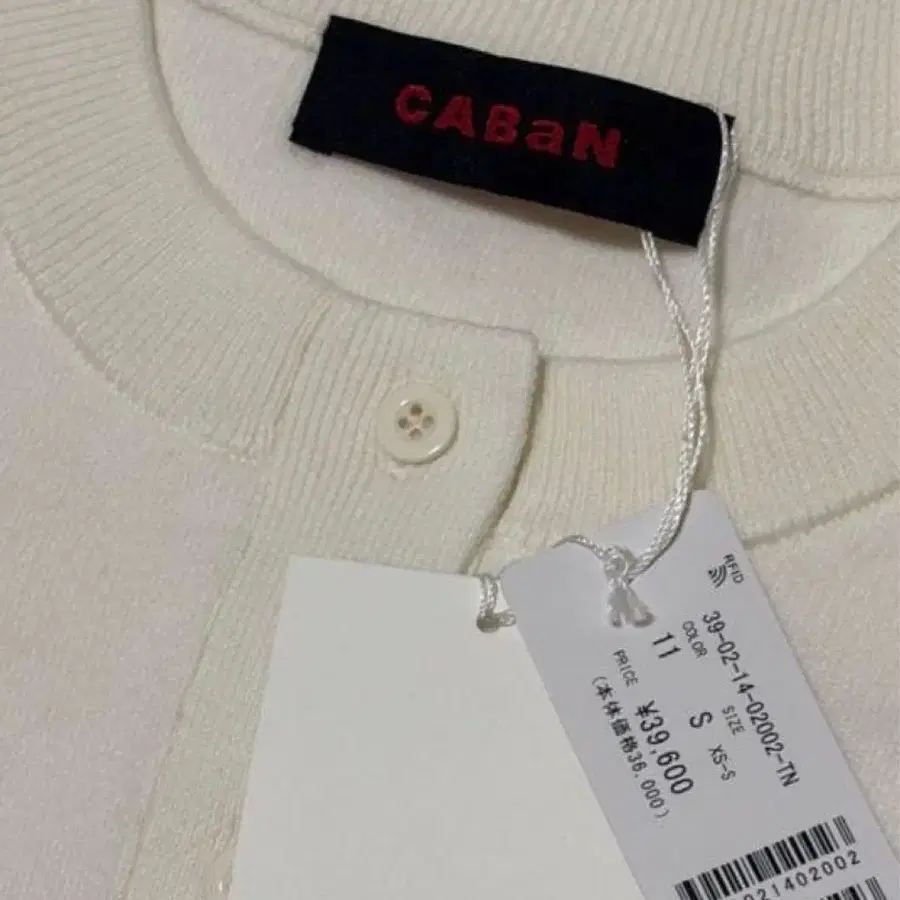 CABaN
RFID
39-02-14-02002-TN
COLOR SIZE
11 S XS-S
PRICE ¥39,600
(本体価格36,000)
021402002